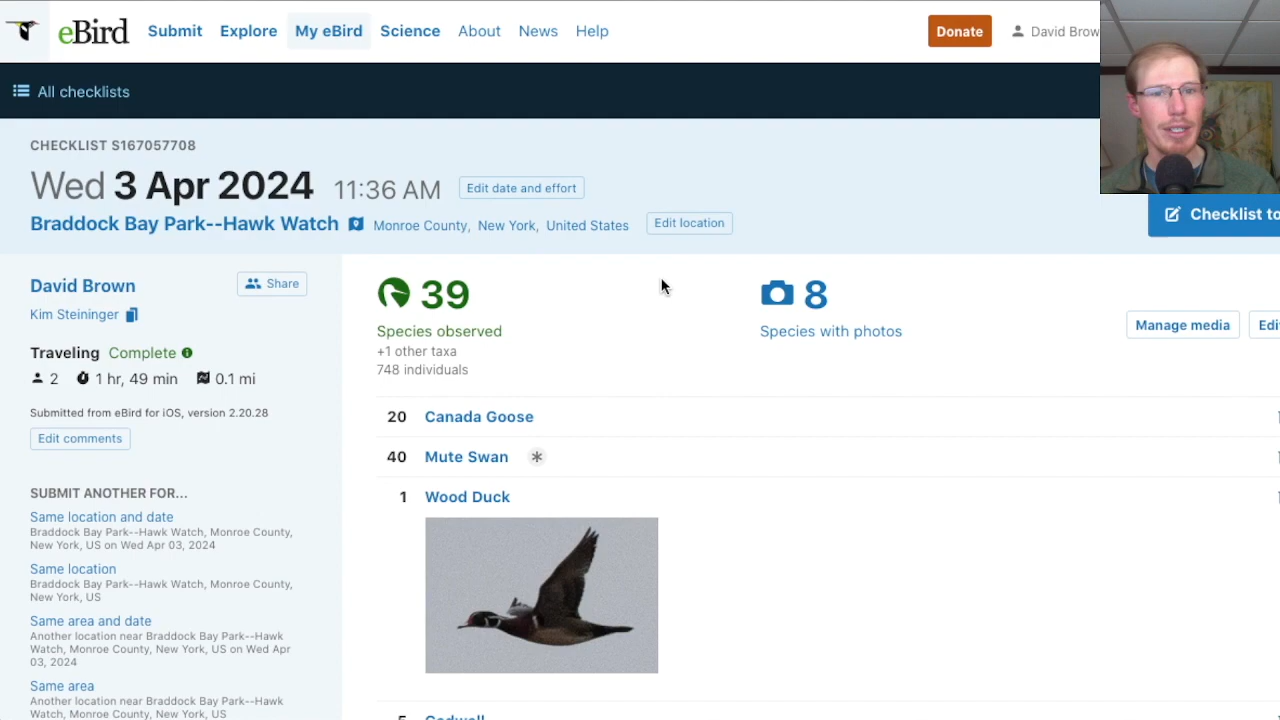 eBird Submit Explore My eBird Science About News Help Donate David Brow
All checklists
CHECKLIST S167057708
Wed 3 Apr 2024 11:36 AM Edit date and effort
Braddock Bay Park--Hawk Watch Monroe County, New York, United States Edit location
Checklist to
David Brown Share
Kim Steininger
Traveling Complete
2 1 hr, 49 min 0.1 mi
Submitted from eBird for iOS, version 2.20.28
Edit comments
SUBMIT ANOTHER FOR...
Same location and date
Braddock Bay Park--Hawk Watch, Monroe County,
New York, US on Wed Apr 03, 2024
Same location
Braddock Bay Park--Hawk Watch, Monroe County,
New York, US
Same area and date
Another location near Braddock Bay Park--Hawk
Watch, Monroe County, New York, US on Wed Apr
03, 2024
Same area
Another location near Braddock Bay Park--Hawk
Watch, Monroe County, New York, US
39
Species observed
+1 other taxa
748 individuals
8
Species with photos
Manage media Edi
20 Canada Goose
40 Mute Swan *
1 Wood Duck
5 Gadwall